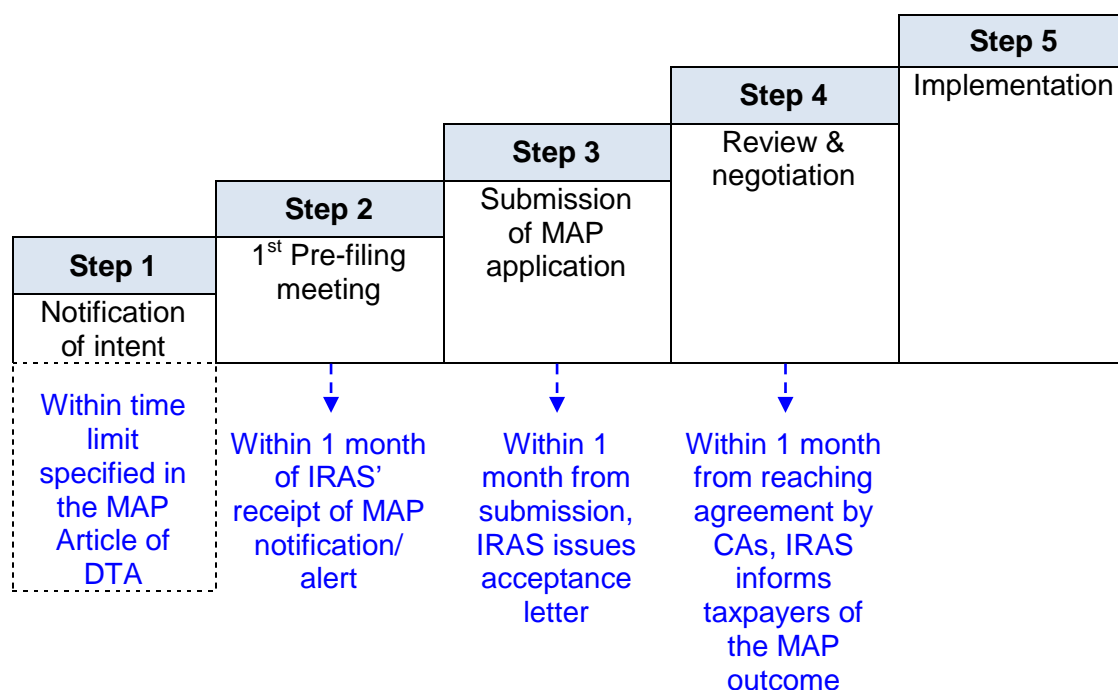 Step 1
Notification
of intent
Within time
limit
specified in
the MAP
Article of
DTA
Step 2
1st Pre-filing
meeting
Within 1 month
of IRAS’
receipt of MAP
notification/
alert
Step 3
Submission
of MAP
application
Within 1
month from
submission,
IRAS issues
acceptance
letter
Step 4
Review &
negotiation
Within 1 month
from reaching
agreement by
CAs, IRAS
informs
taxpayers of
the MAP
outcome
Step 5
Implementation